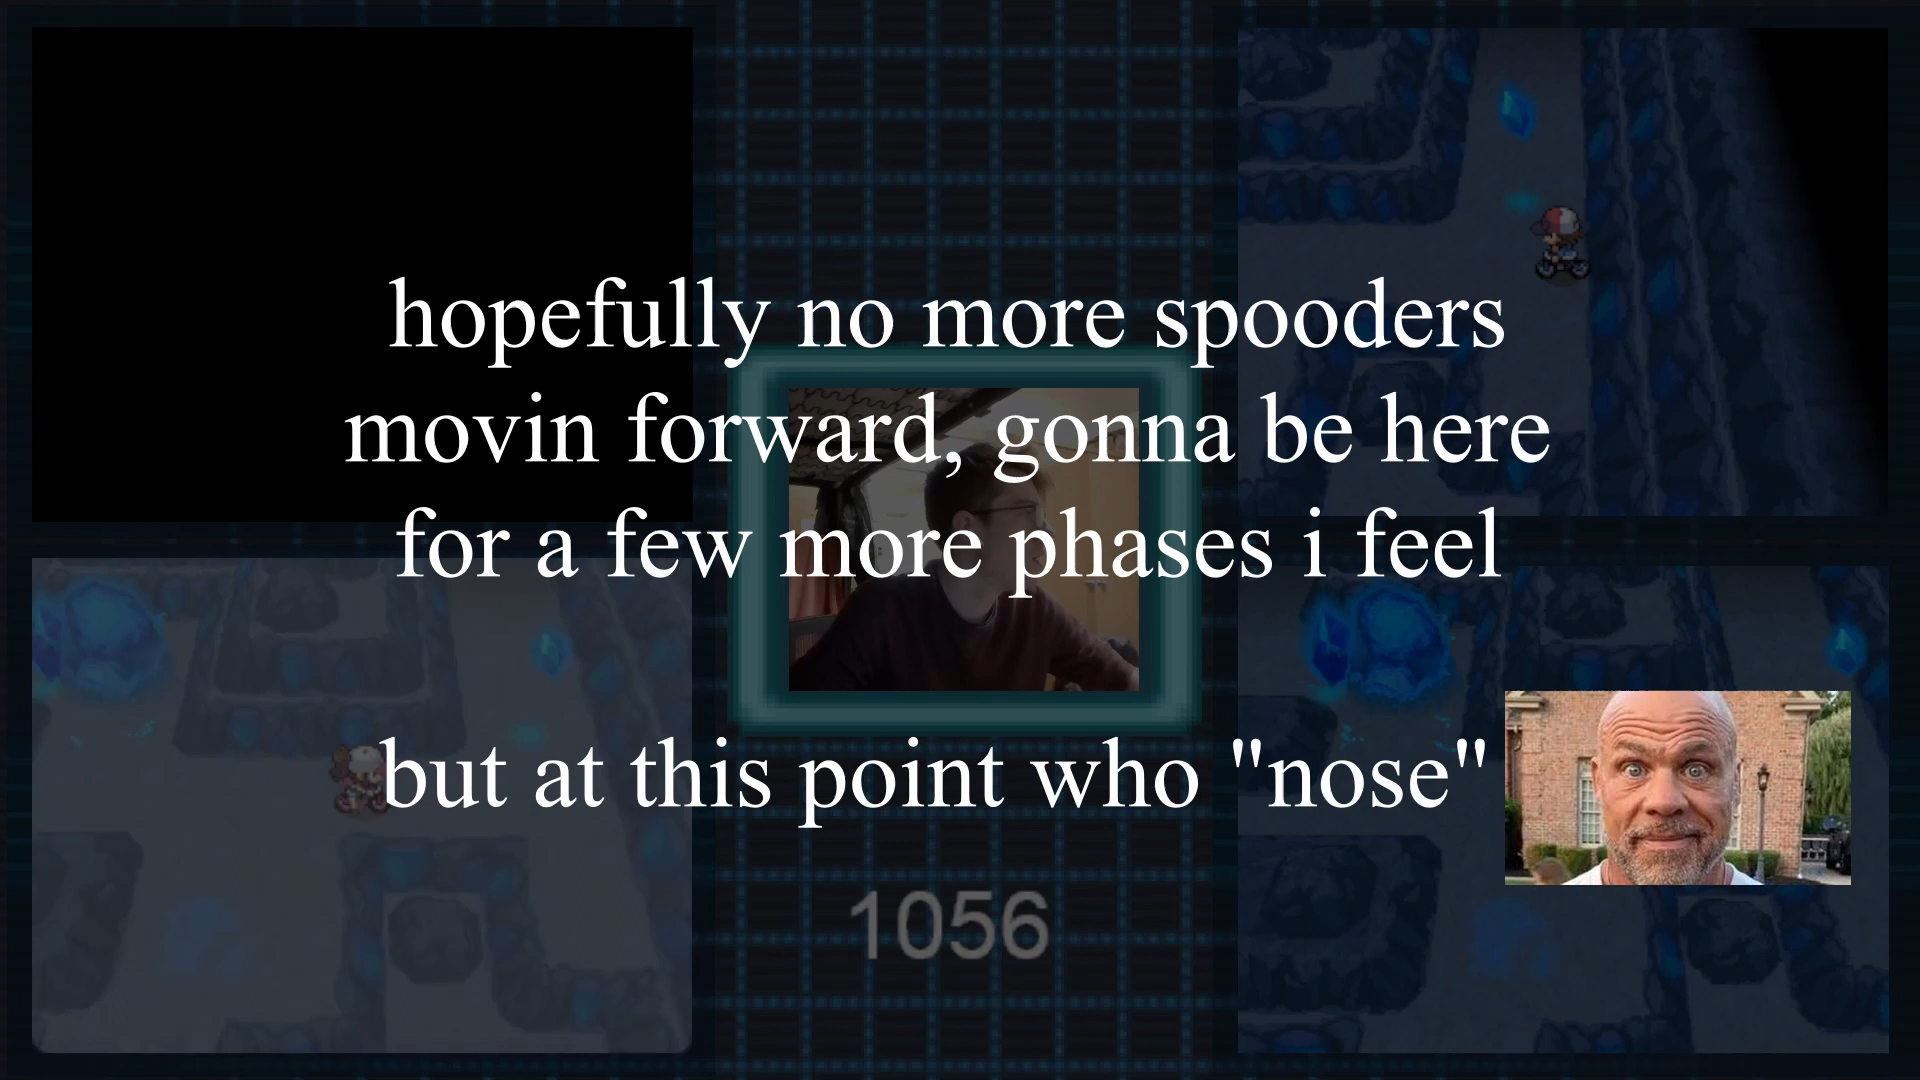 hopefully no more spooders
movin forward, gonna be here
for a few more phases i feel
but at this point who "nose"
1056